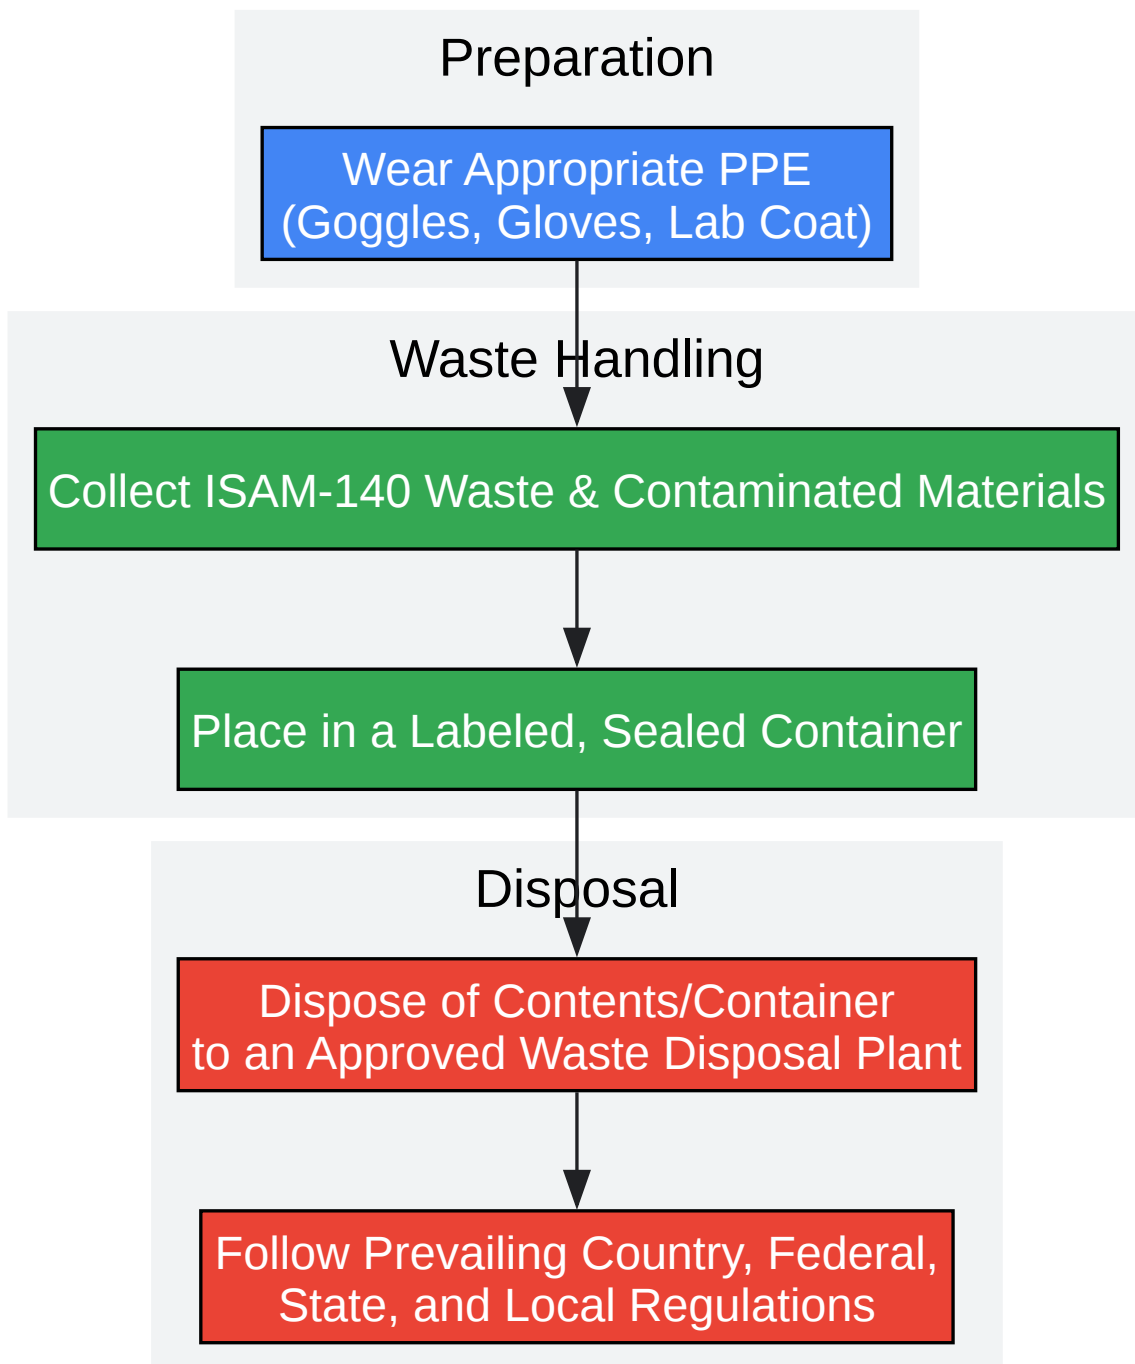 Preparation
Wear Appropriate PPE
(Goggles, Gloves, Lab Coat)
Waste Handling
Collect ISAM-140 Waste & Contaminated Materials
Place in a Labeled, Sealed Container
Disposal
Dispose of Contents/Container
to an Approved Waste Disposal Plant
Follow Prevailing Country, Federal,
State, and Local Regulations